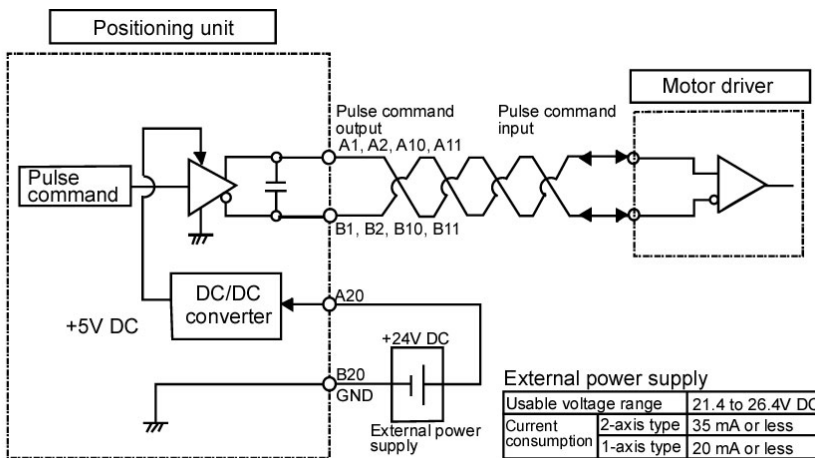 Positioning unit
Motor driver
Pulse command
output
Pulse command
input
A1, A2, A10, A11
Pulse
command
B1, B2, B10, B11
DC/DC
converter
A20
+5V DC
+24V DC
B20
GND
External power
supply
External power supply
Usable voltage range 21.4 to 26.4V DC
Current
consumption
2-axis type 35 mA or less
1-axis type 20 mA or less